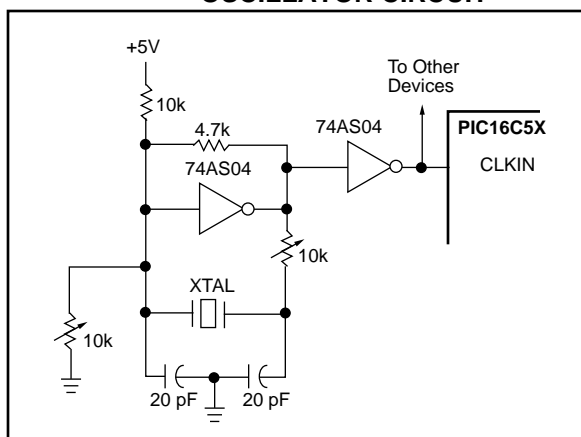 +5V
10k
4.7k
74AS04
74AS04
To Other
Devices
PIC16C5X
CLKIN
10k
XTAL
10k
20 pF
20 pF